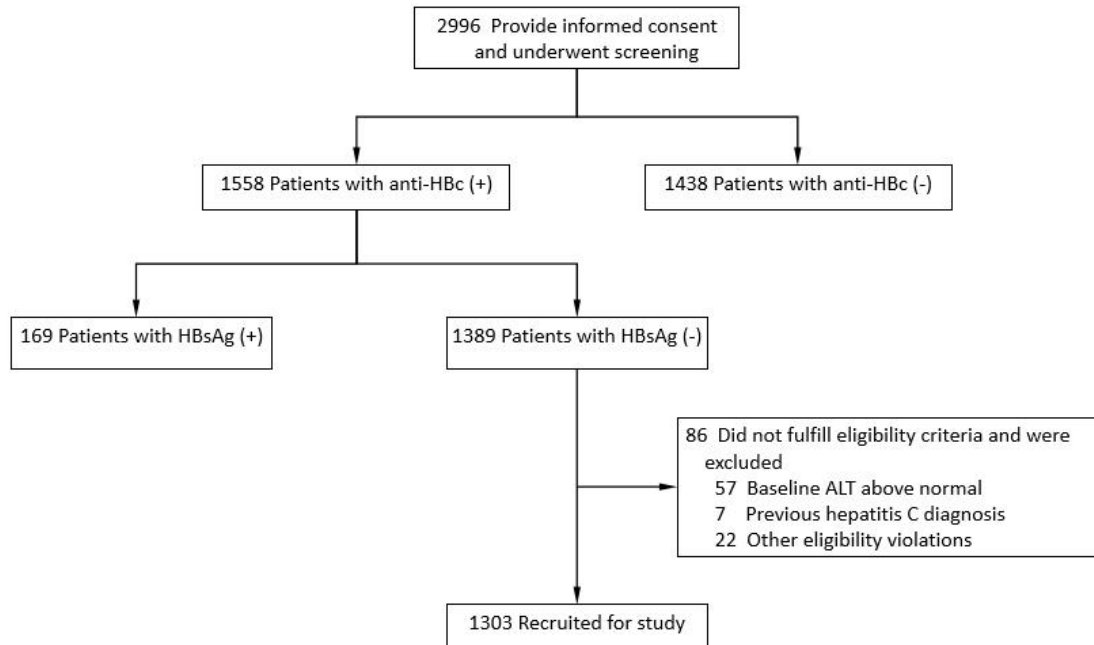 2996 Provide informed consent
and underwent screening
1558 Patients with anti-HBc (+)
1438 Patients with anti-HBc (-)
169 Patients with HBsAg (+)
1389 Patients with HBsAg (-)
86 Did not fulfill eligibility criteria and were
excluded
57 Baseline ALT above normal
7 Previous hepatitis C diagnosis
22 Other eligibility violations
1303 Recruited for study